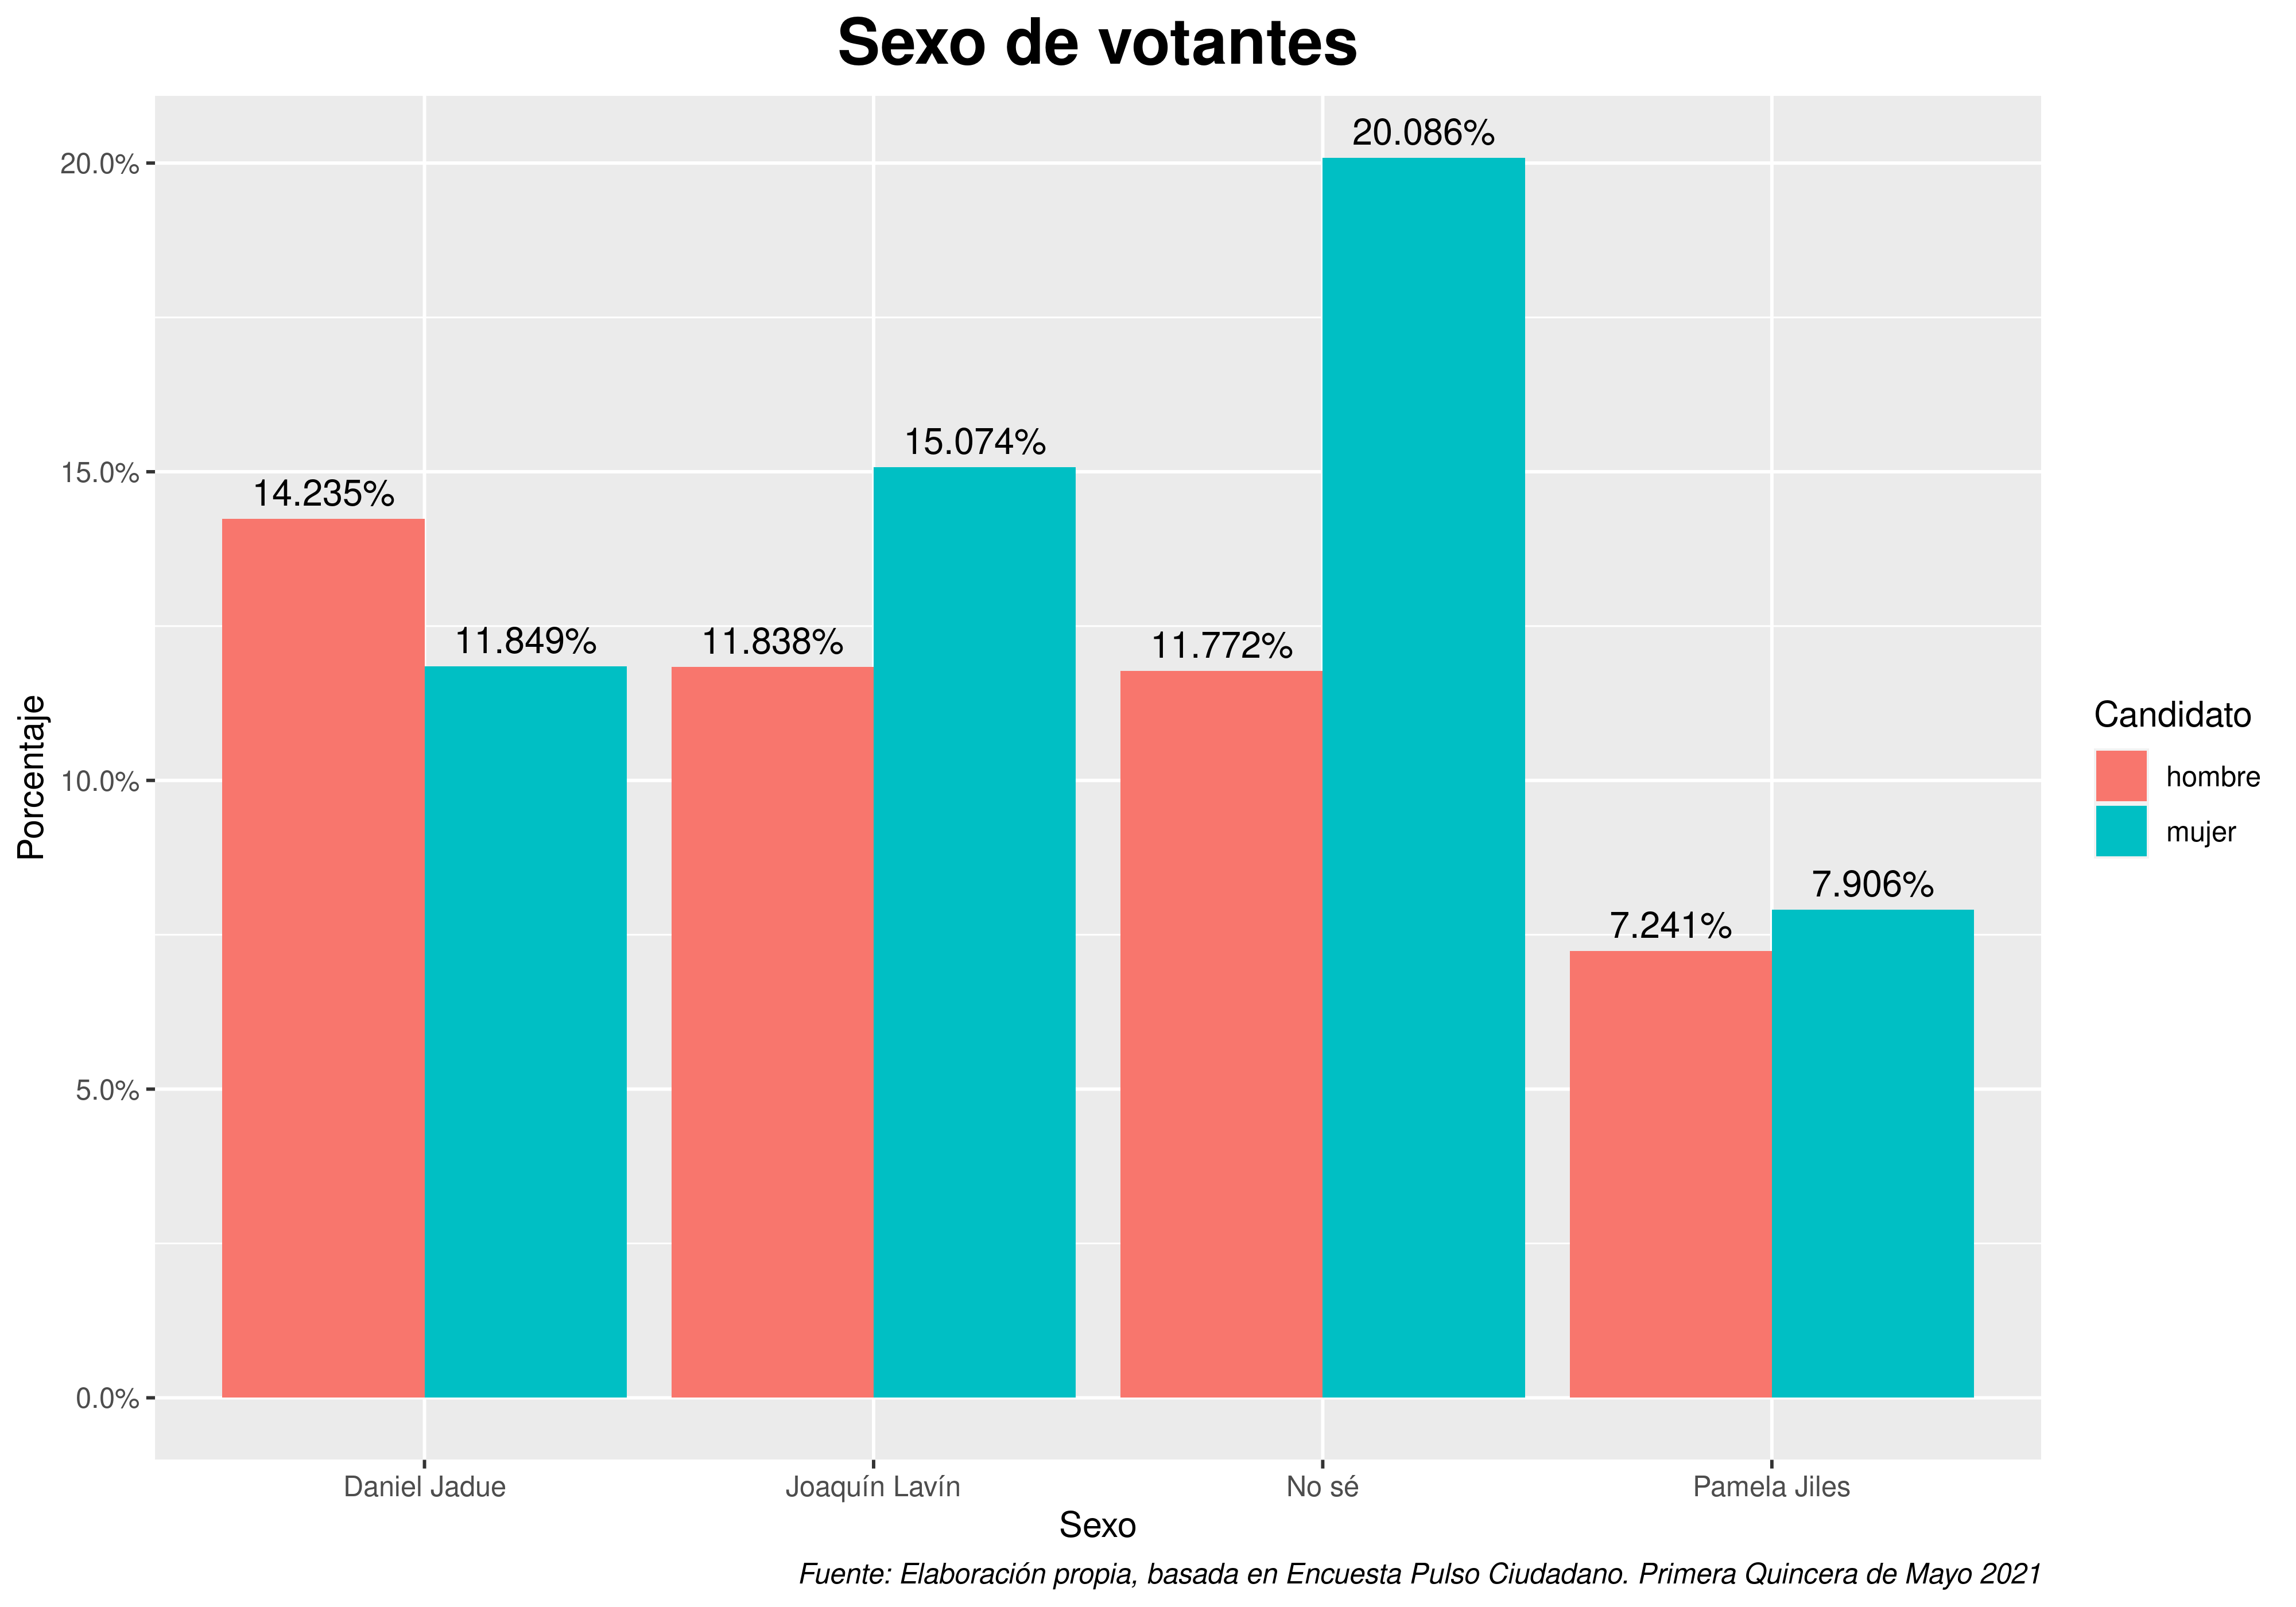 Sexo de votantes
20.086%
20.0%
15.074%
15.0%
14.235%
11.849%
11.838%
11.772%
Porcentaje
10.0%
Candidato
hombre
mujer
7.906%
7.241%
5.0%
0.0%
Daniel Jadue
Joaquín Lavín
No sé
Pamela Jiles
Sexo
Fuente: Elaboración propia, basada en Encuesta Pulso Ciudadano. Primera Quincera de Mayo 2021